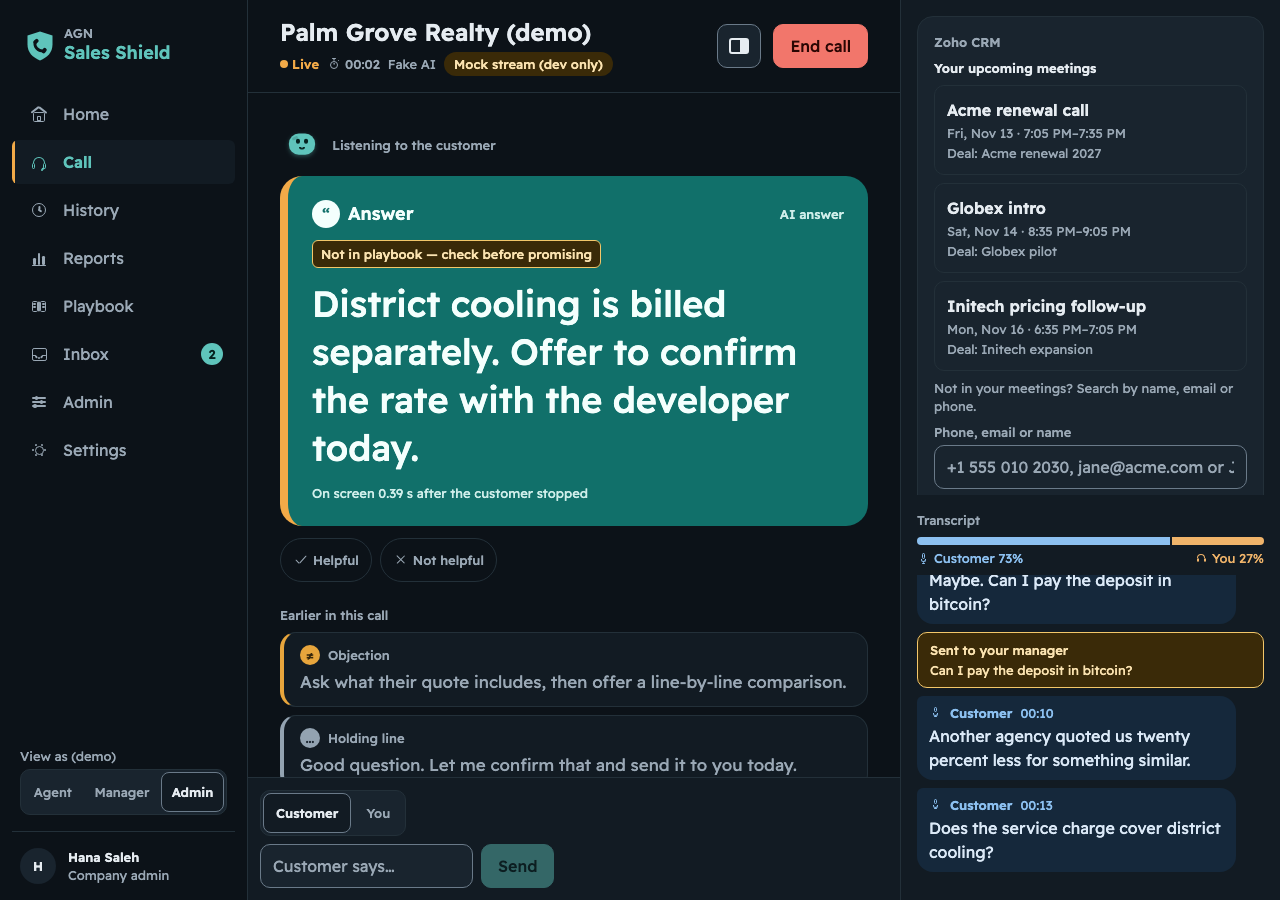 AGN
Sales Shield
Home
Call
History
Reports
Playbook
Inbox
2
Admin
Settings
View as (demo)
Agent
Manager
Admin
H
Hana Saleh
Company admin
Palm Grove Realty (demo)
Live
00:02
Fake AI
Mock stream (dev only)
End call
Listening to the customer
“
Answer
AI answer
Not in playbook — check before promising
District cooling is billed
separately. Offer to confirm
the rate with the developer
today.
On screen 0.39 s after the customer stopped
Helpful
Not helpful
Earlier in this call
≠
Objection
Ask what their quote includes, then offer a line-by-line comparison.
…
Holding line
Good question. Let me confirm that and send it to you today.
Customer
You
Customer says…
Send
Zoho CRM
Your upcoming meetings
Acme renewal call
Fri, Nov 13 · 7:05 PM–7:35 PM
Deal: Acme renewal 2027
Globex intro
Sat, Nov 14 · 8:35 PM–9:05 PM
Deal: Globex pilot
Initech pricing follow-up
Mon, Nov 16 · 6:35 PM–7:05 PM
Deal: Initech expansion
Not in your meetings? Search by name, email or
phone.
Phone, email or name
+1 555 010 2030, jane@acme.com or
Transcript
Customer 73%
You 27%
Maybe. Can I pay the deposit in
bitcoin?
Sent to your manager
Can I pay the deposit in bitcoin?
Customer 00:10
Another agency quoted us twenty
percent less for something similar.
Customer 00:13
Does the service charge cover district
cooling?